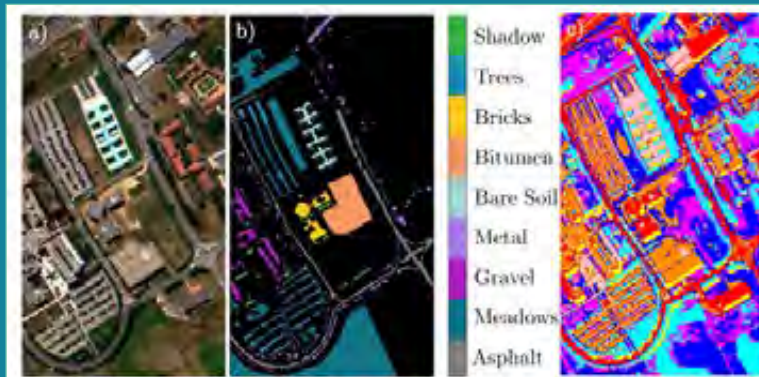 a)
b)
Shadow
Trees
Bricks
Bitumen
Bare Soil
Metal
Gravel
Meadows
Asphalt
c)